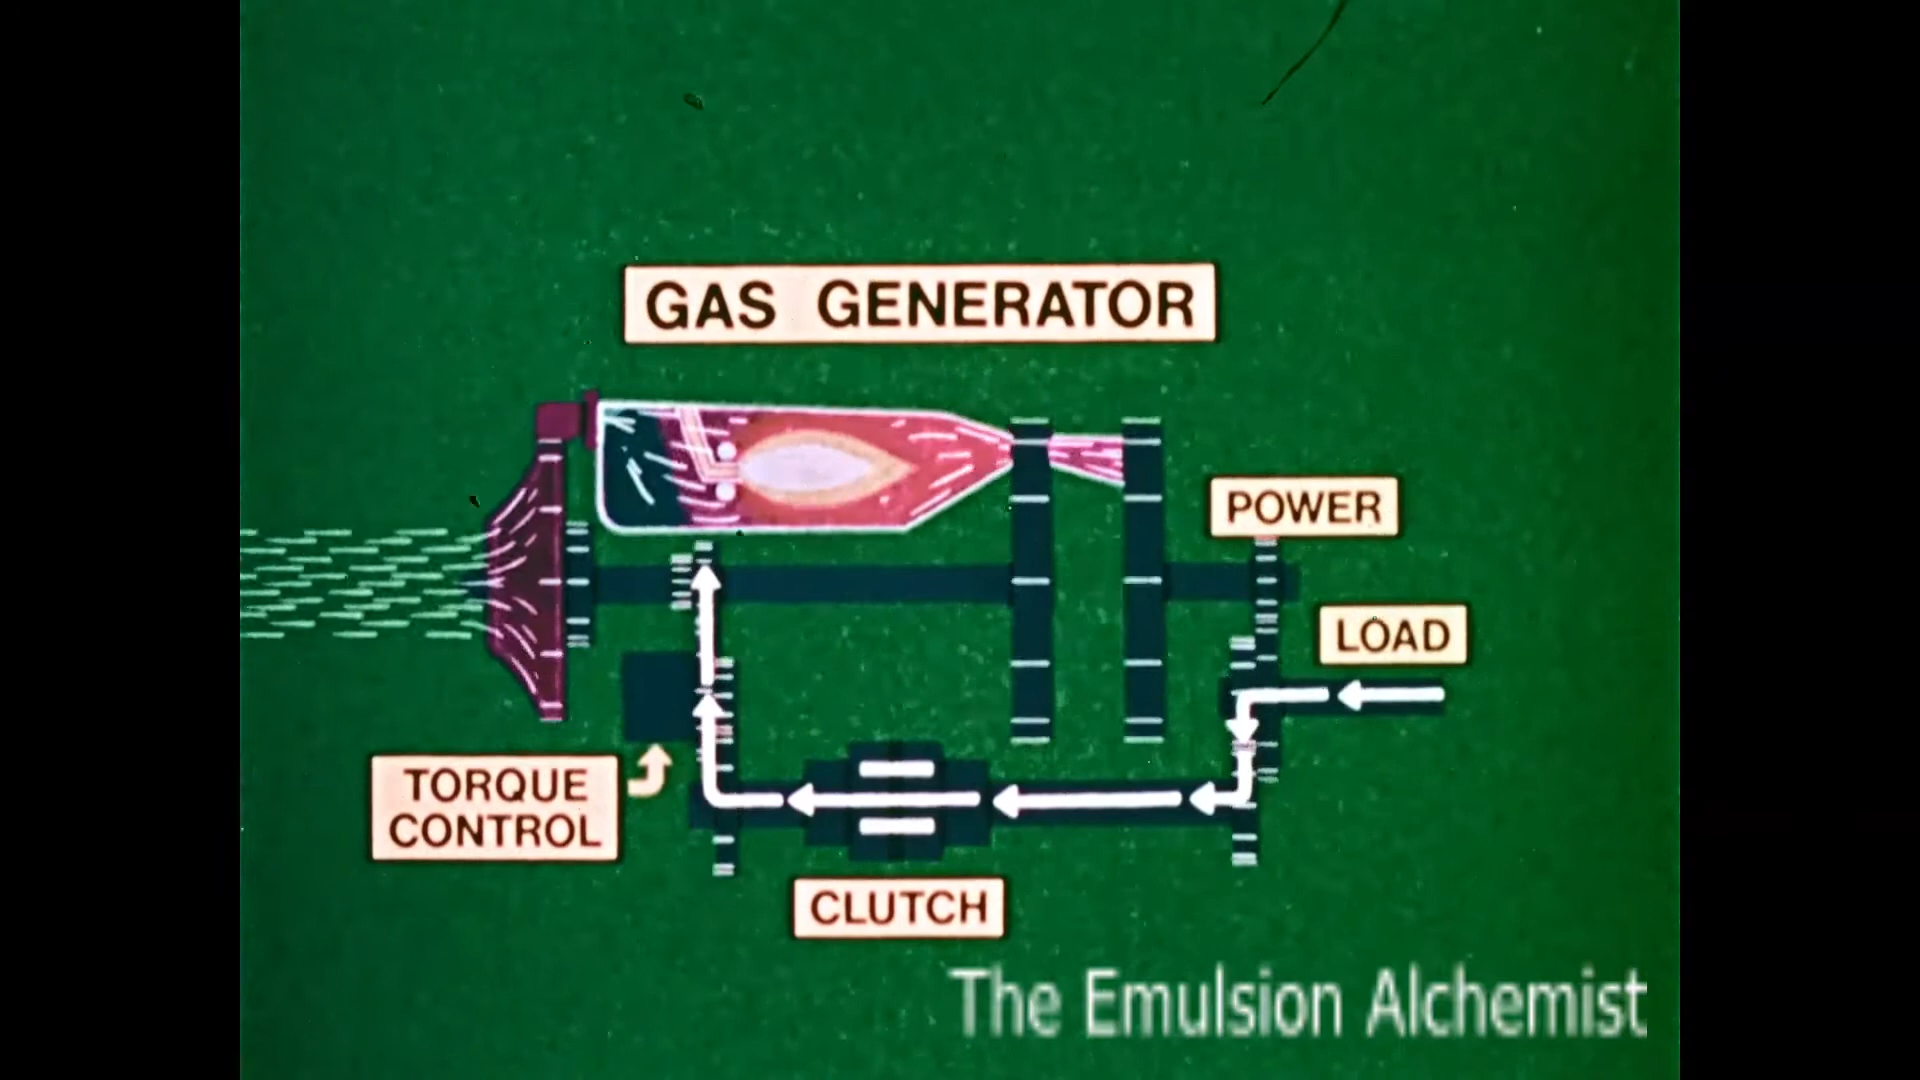 GAS GENERATOR
POWER
LOAD
TORQUE
CONTROL
CLUTCH
The Emulsion Alchemist